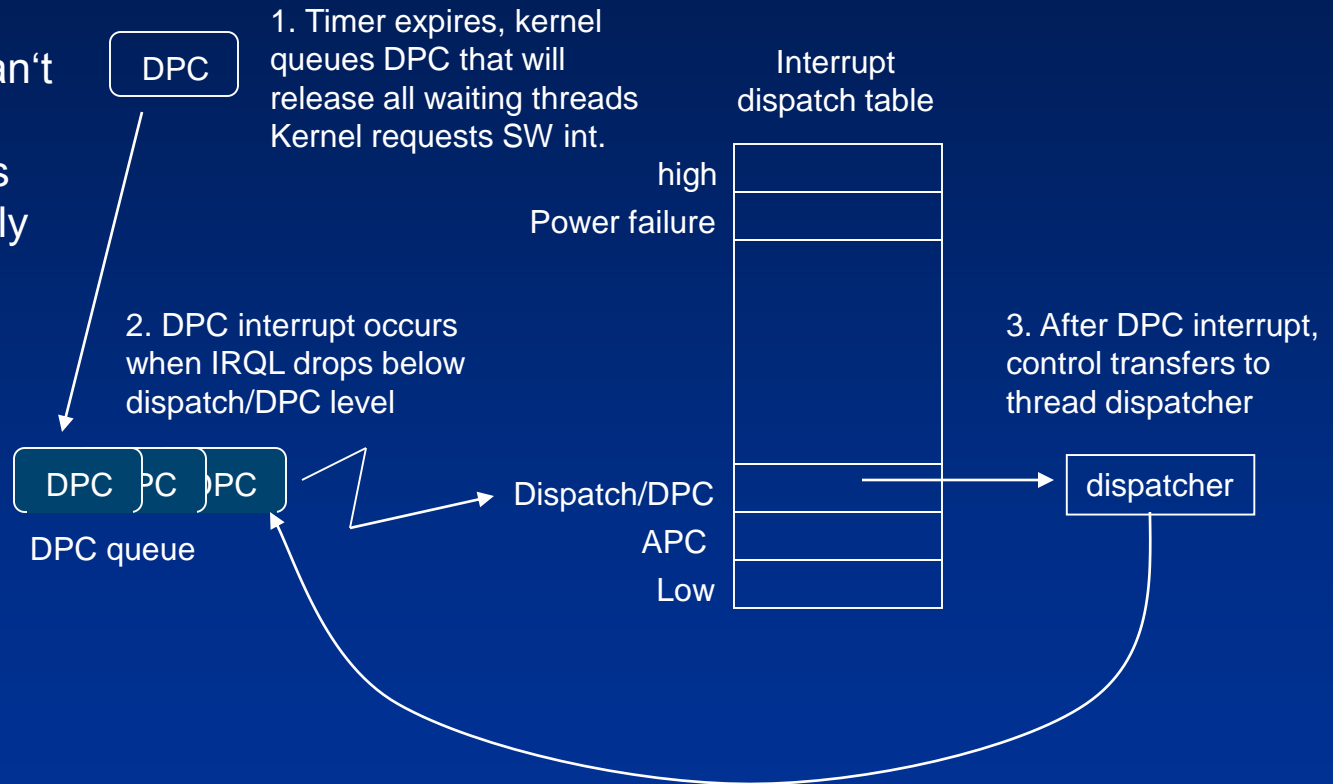 an‘t
s
ly
DPC
1. Timer expires, kernel
queues DPC that will
release all waiting threads
Kernel requests SW int.
Interrupt
dispatch table
high
Power failure
2. DPC interrupt occurs
when IRQL drops below
dispatch/DPC level
3. After DPC interrupt,
control transfers to
thread dispatcher
DPC PC DPC
DPC queue
Dispatch/DPC
APC
Low
dispatcher